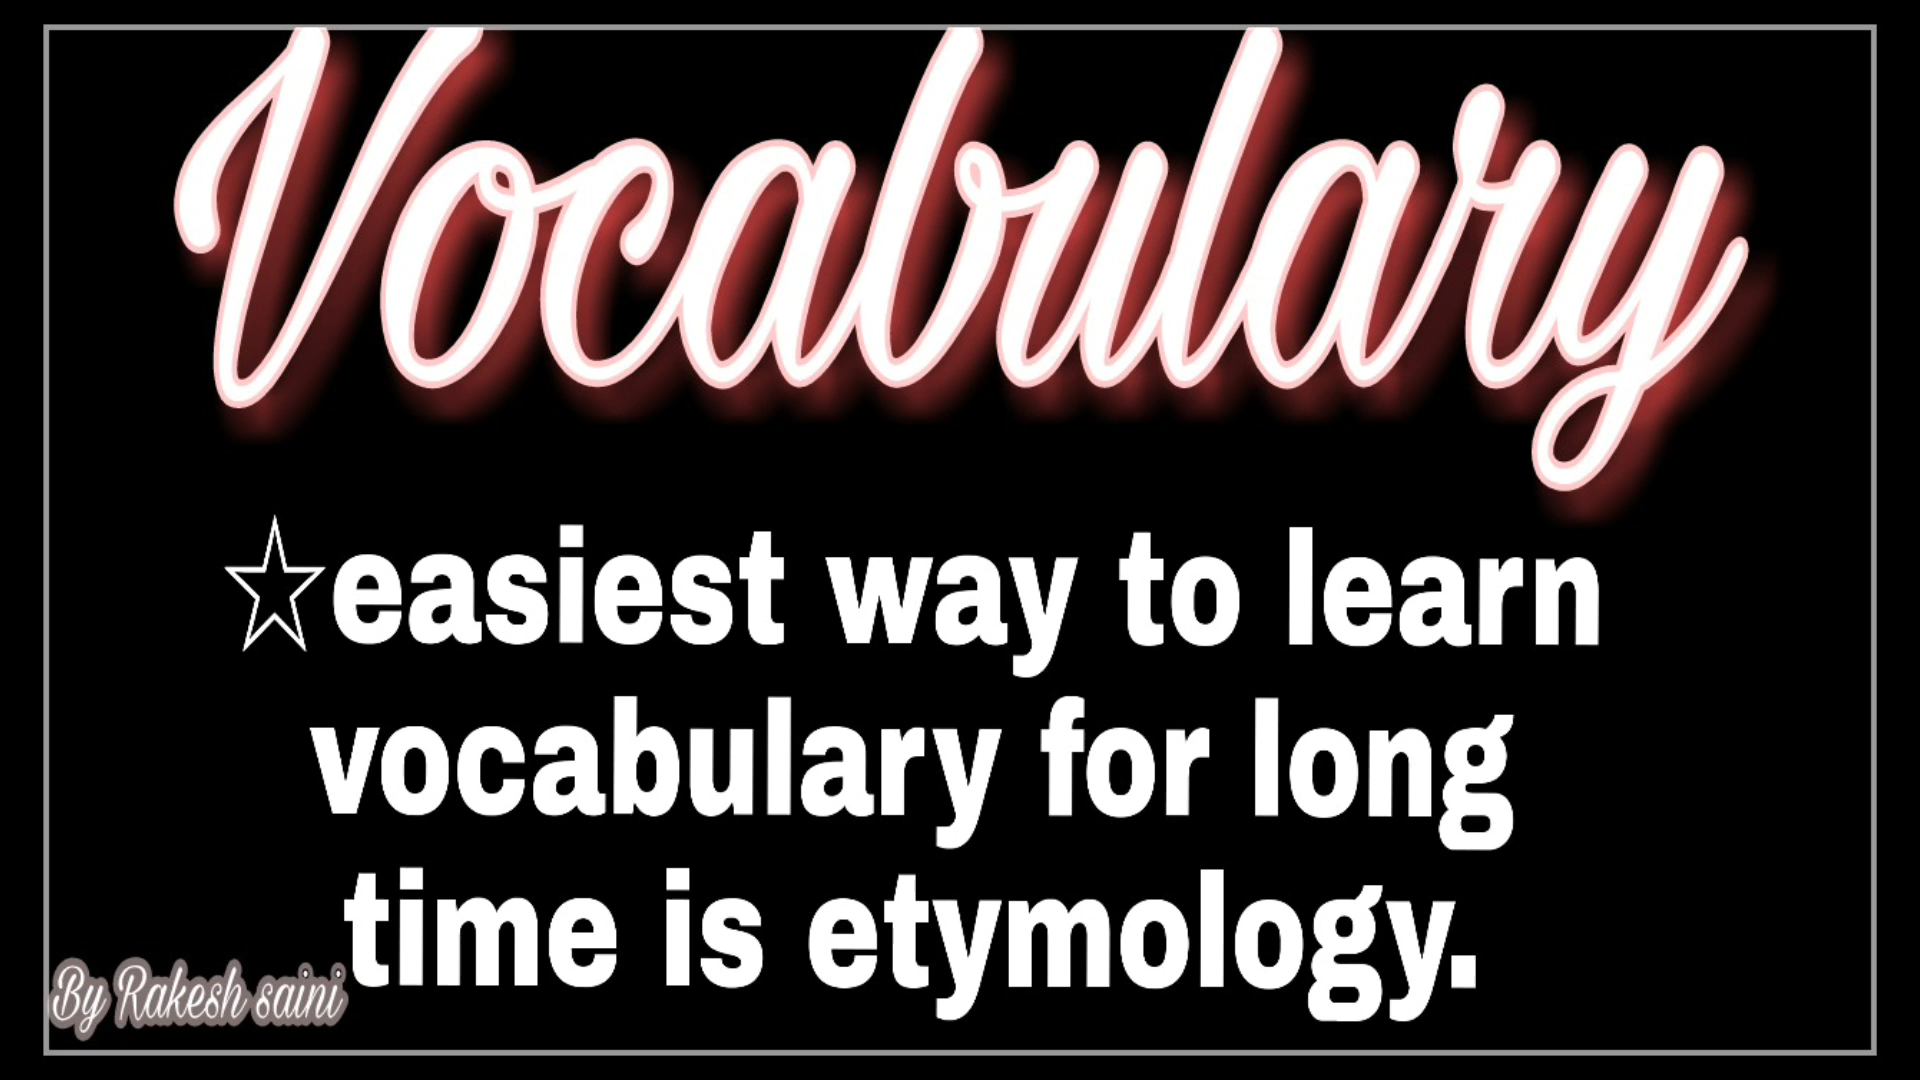 Vocabulary
☆easiest way to learn
vocabulary for long
time is etymology.
By Rakesh saini